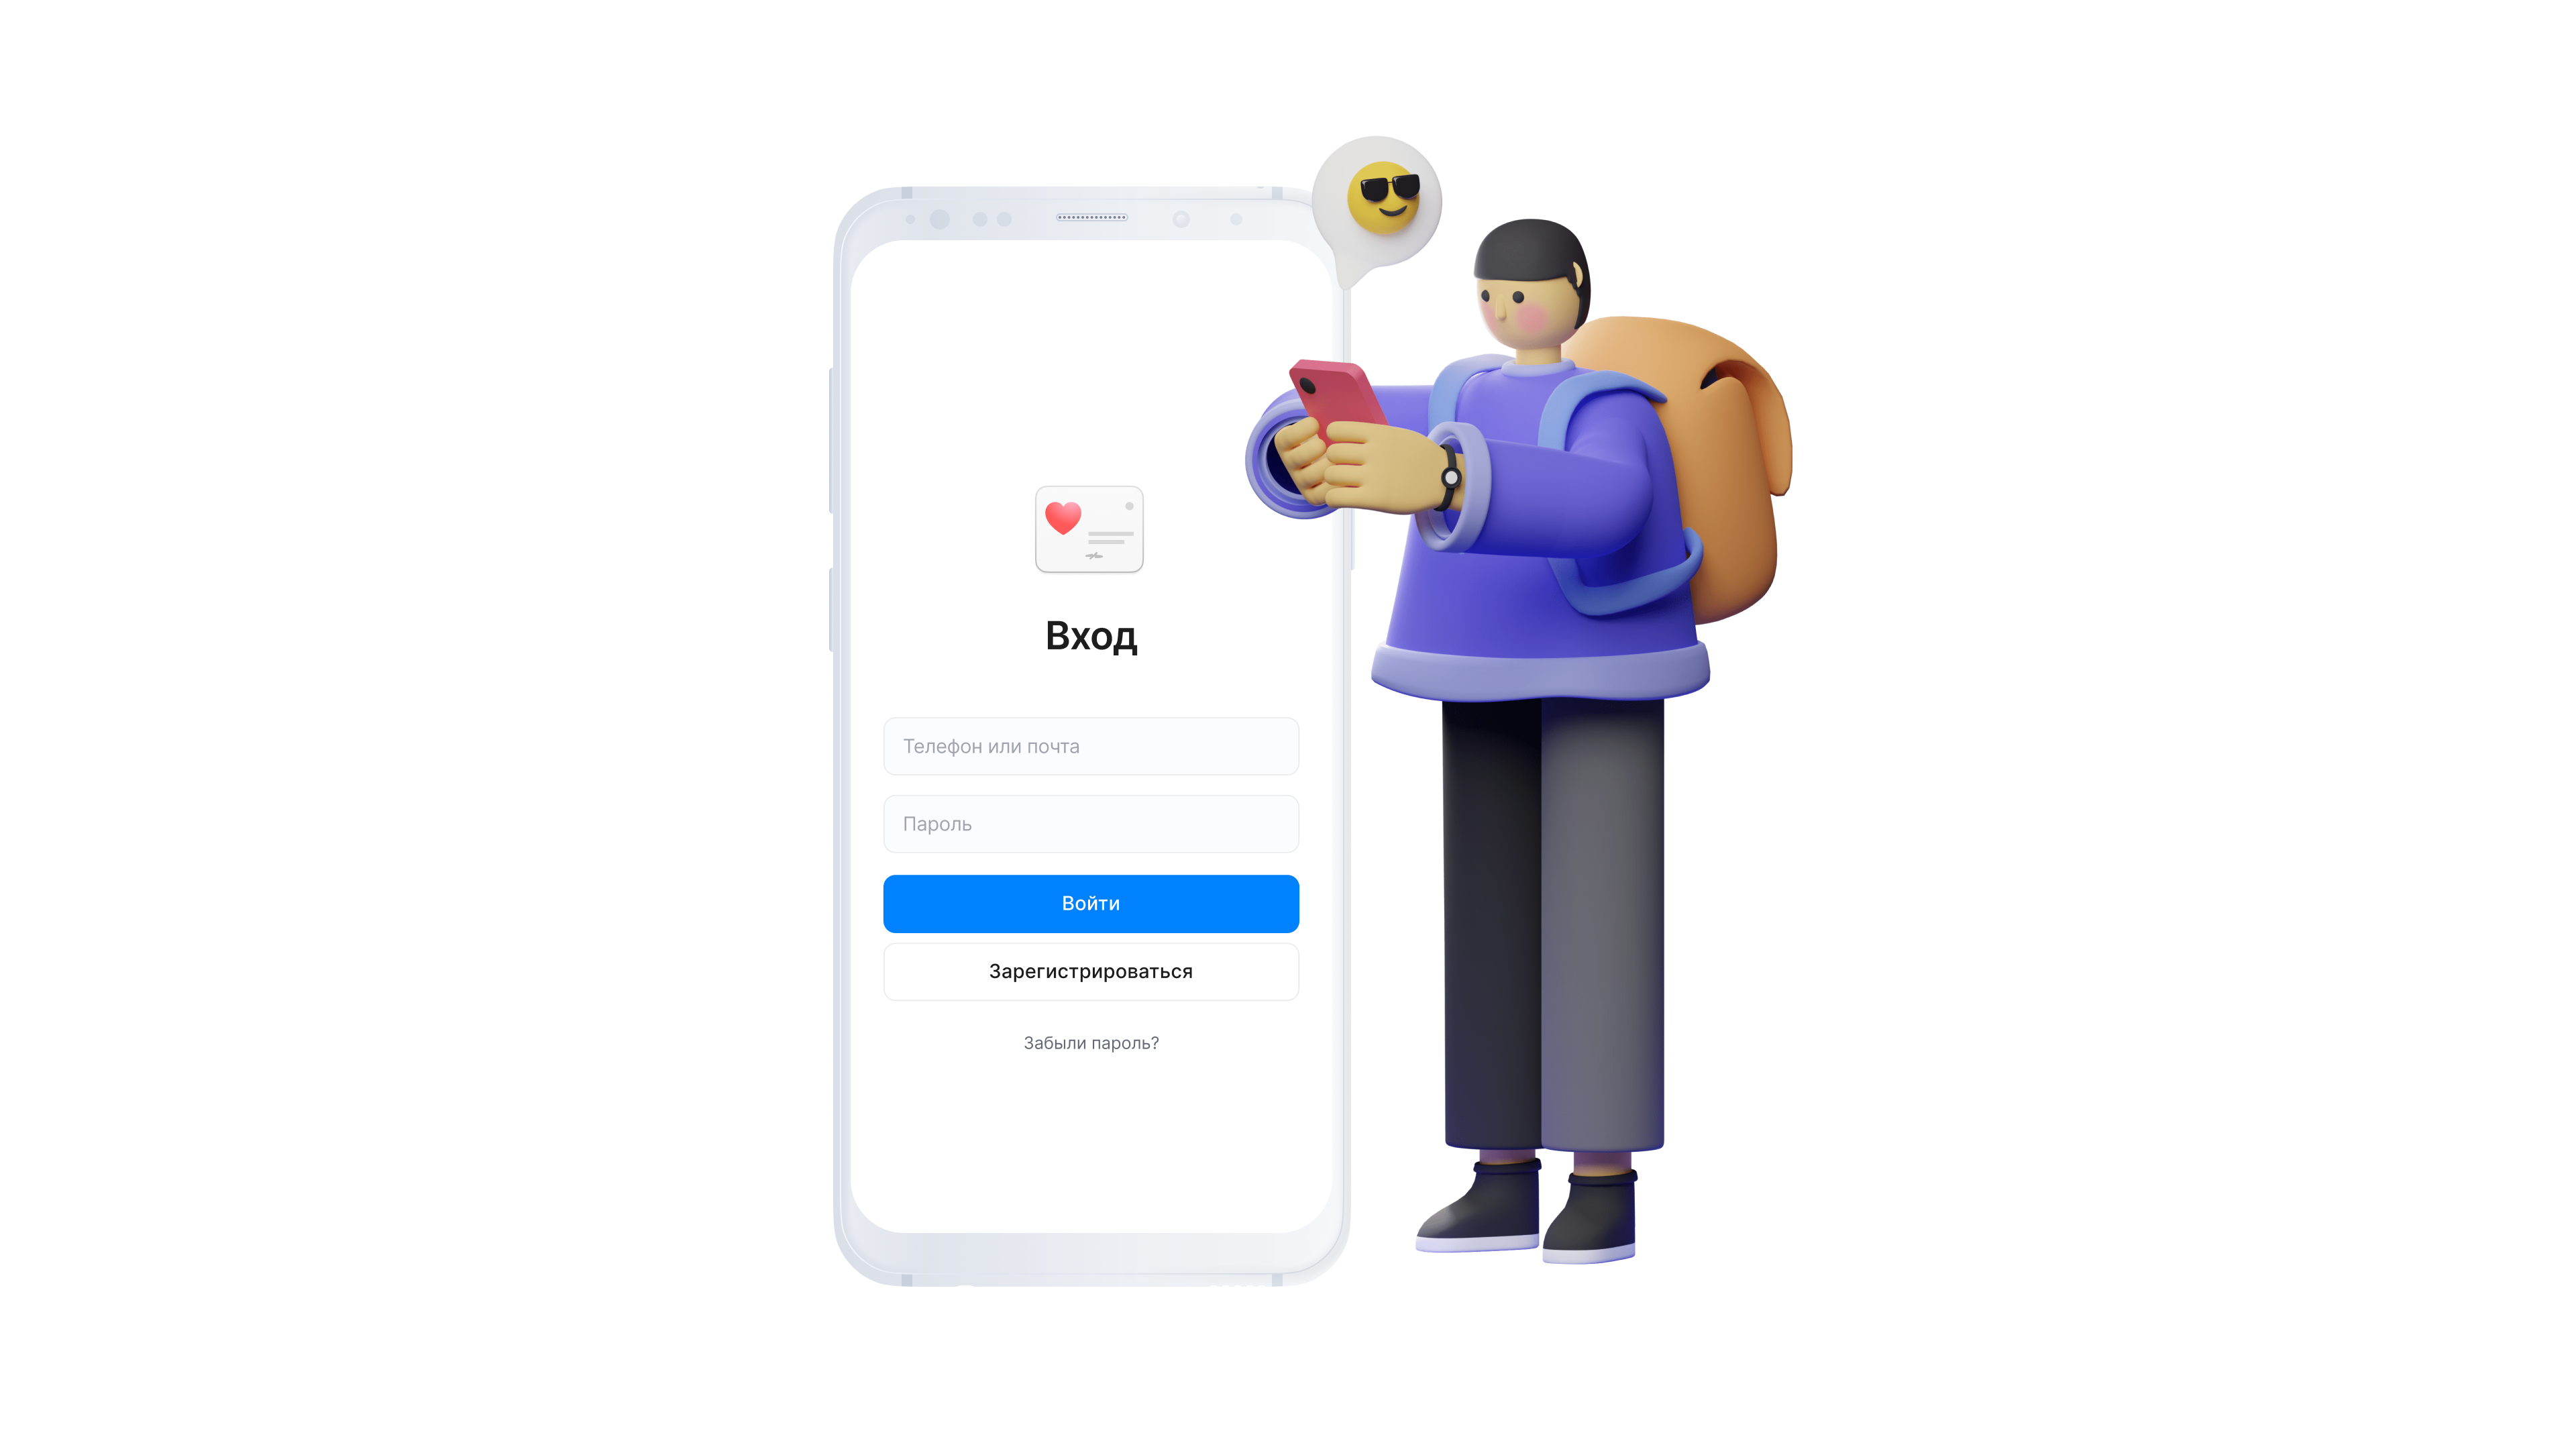 Вход
Телефон или почта
Пароль
Войти
Зарегистрироваться
Забыли пароль?